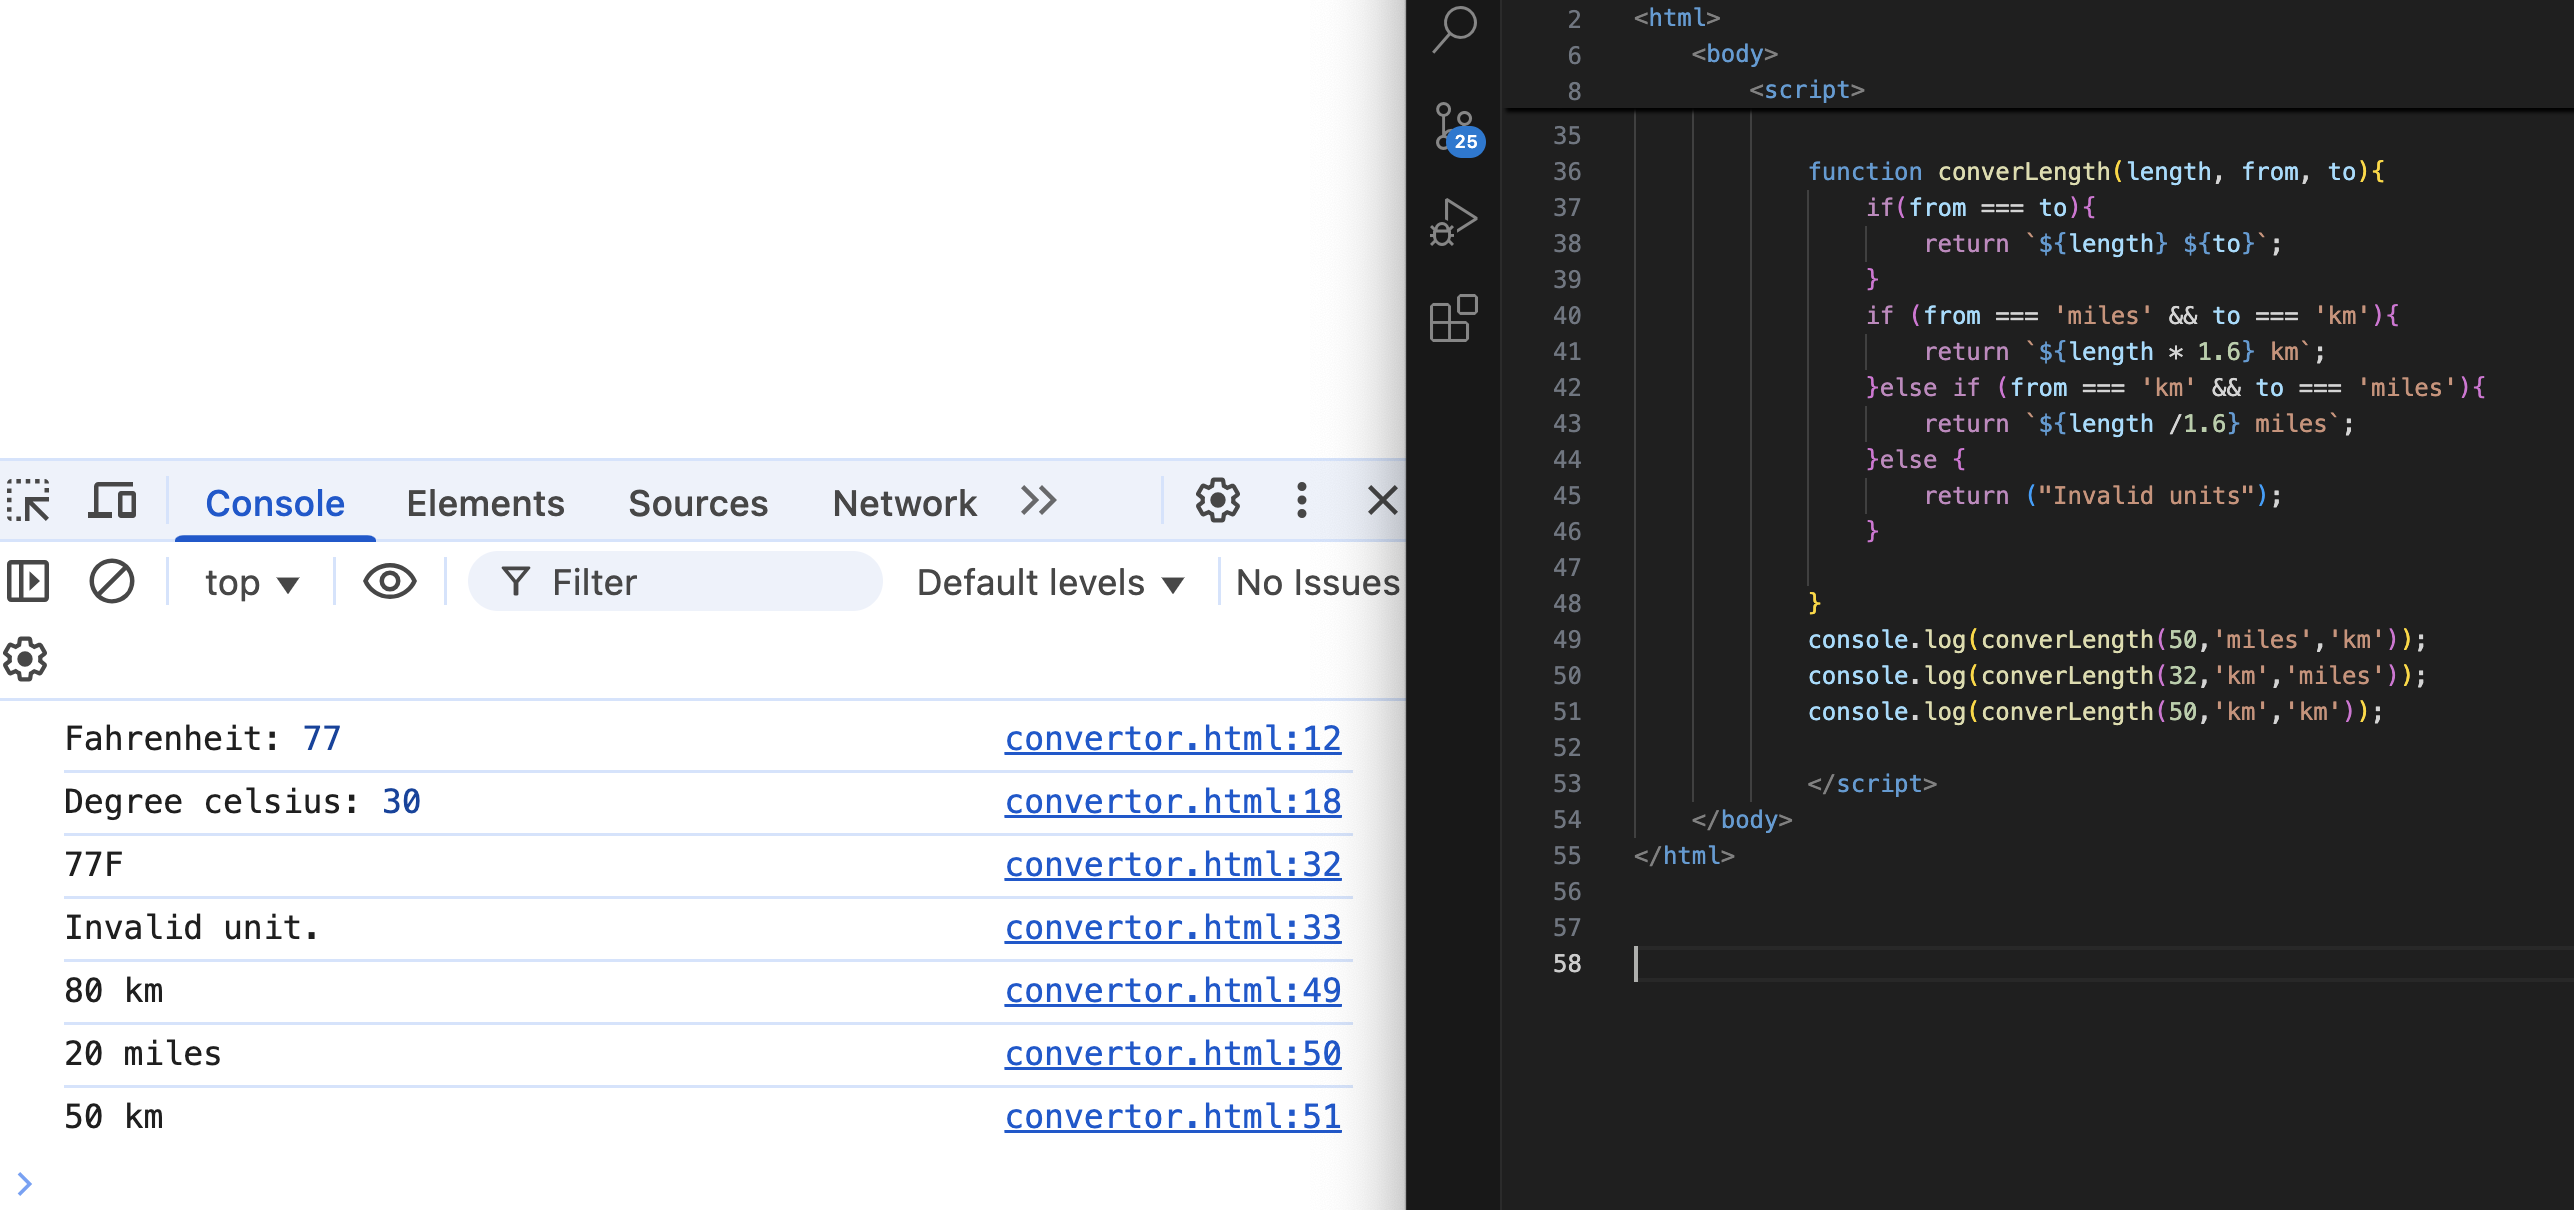 Console Elements Sources Network
top Filter Default levels No Issues
Fahrenheit: 77 convertor.html:12
Degree celsius: 30 convertor.html:18
77F convertor.html:32
Invalid unit. convertor.html:33
80 km convertor.html:49
20 miles convertor.html:50
50 km convertor.html:51
25
2 <html>
6 <body>
8 <script>
35
36 function converLength(length, from, to){
37 if(from === to){
38 return `${length} ${to}`;
39 }
40 if (from === 'miles' && to === 'km'){
41 return `${length * 1.6} km`;
42 }else if (from === 'km' && to === 'miles'){
43 return `${length /1.6} miles`;
44 }else {
45 return ("Invalid units");
46 }
47
48 }
49 console.log(converLength(50,'miles','km'));
50 console.log(converLength(32,'km','miles'));
51 console.log(converLength(50,'km','km'));
52
53 </script>
54 </body>
55 </html>
56
57
58